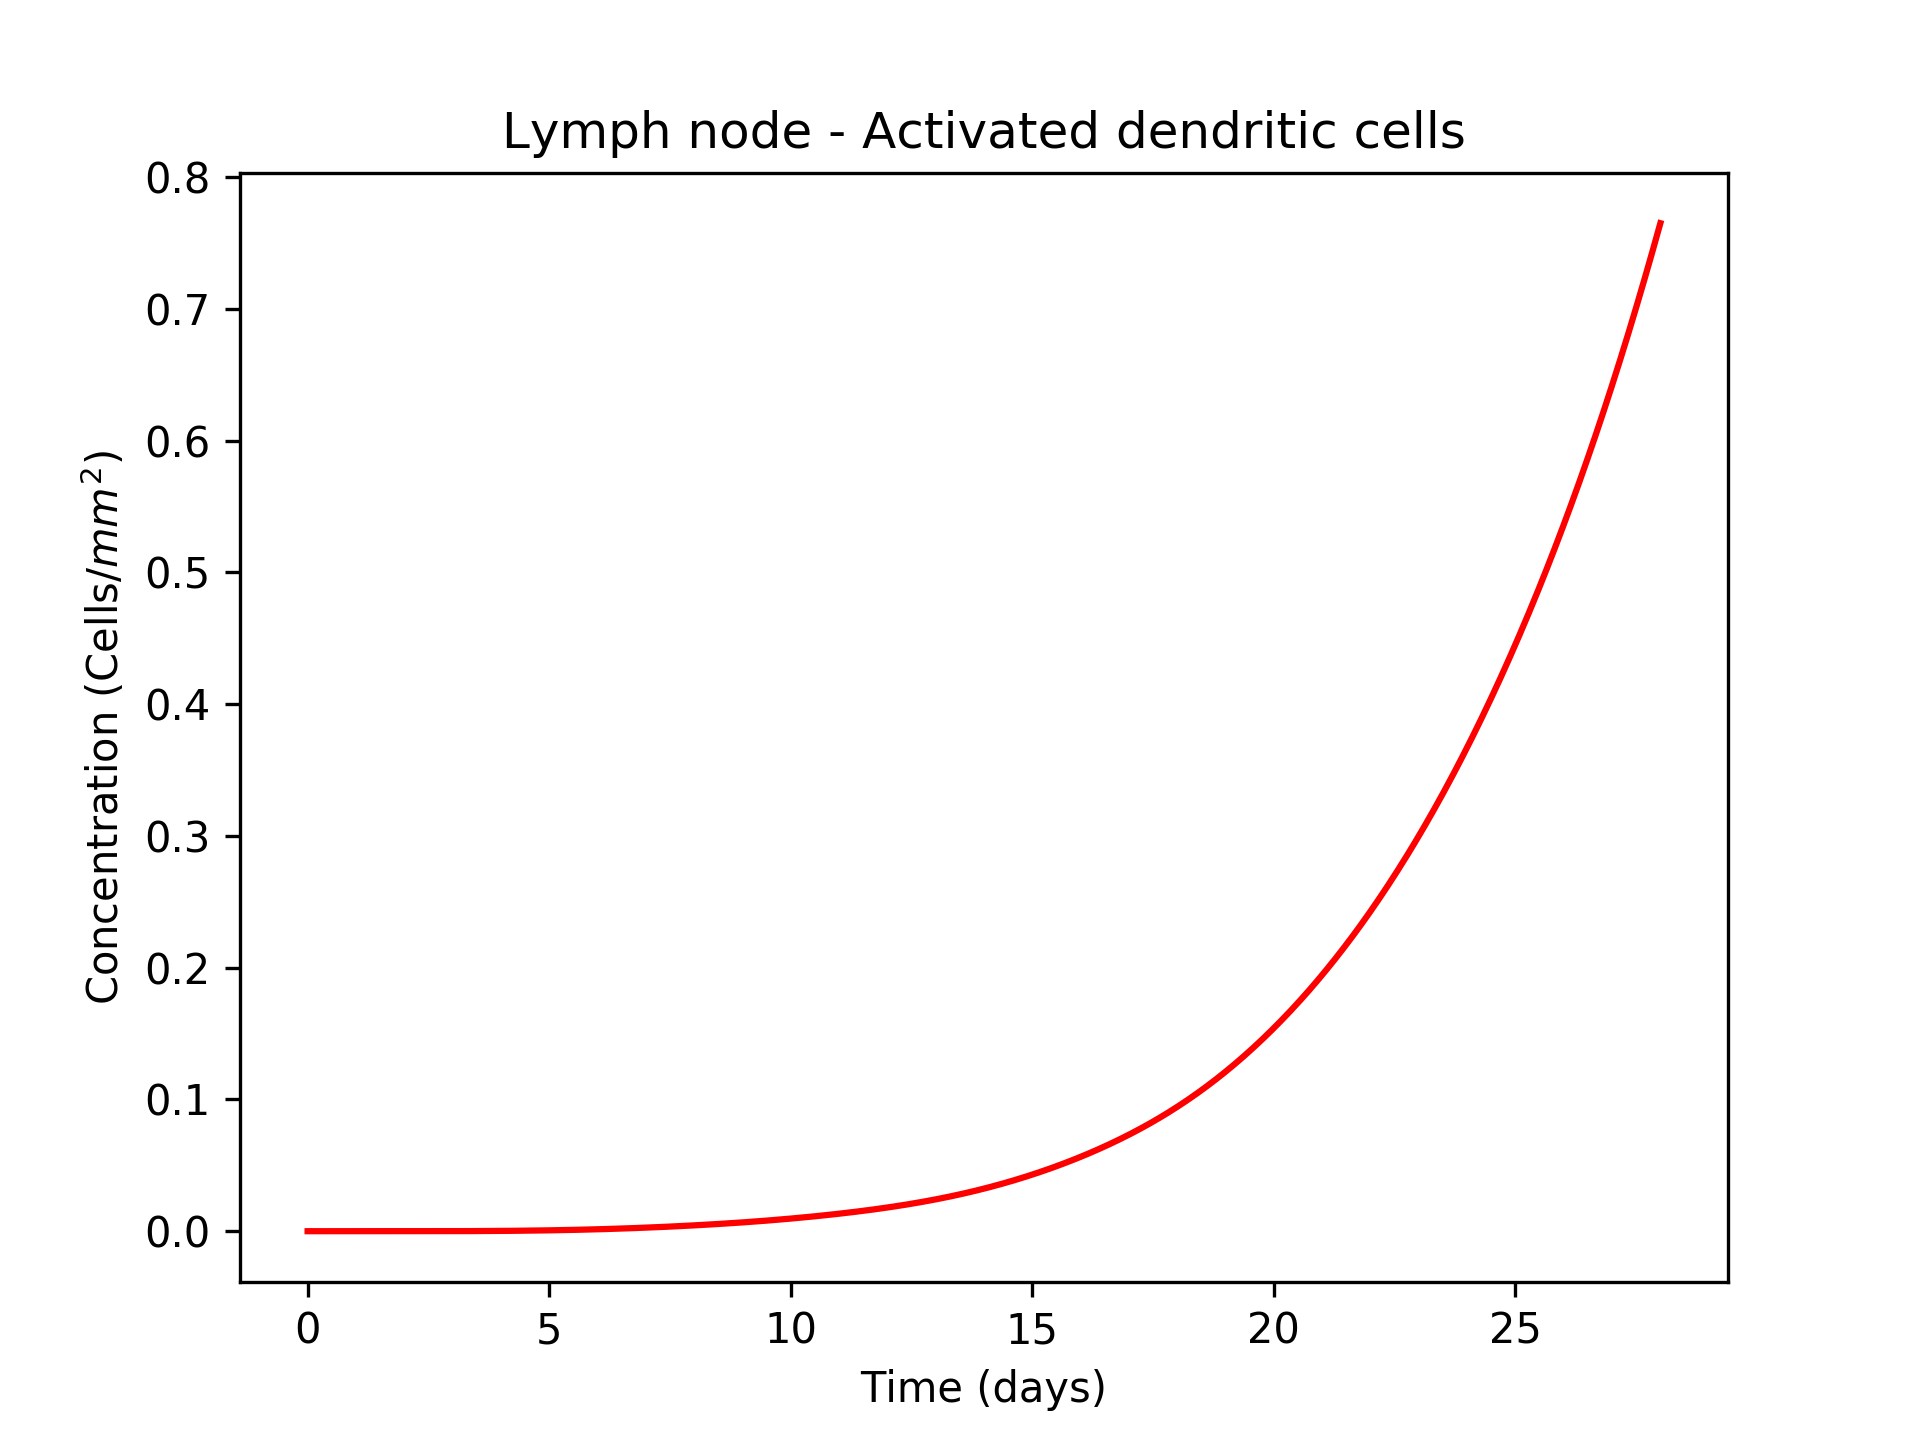 Lymph node - Activated dendritic cells
Concentration (Cells/mm²)
0.8
0.7
0.6
0.5
0.4
0.3
0.2
0.1
0.0
0 5 10 15 20 25
Time (days)